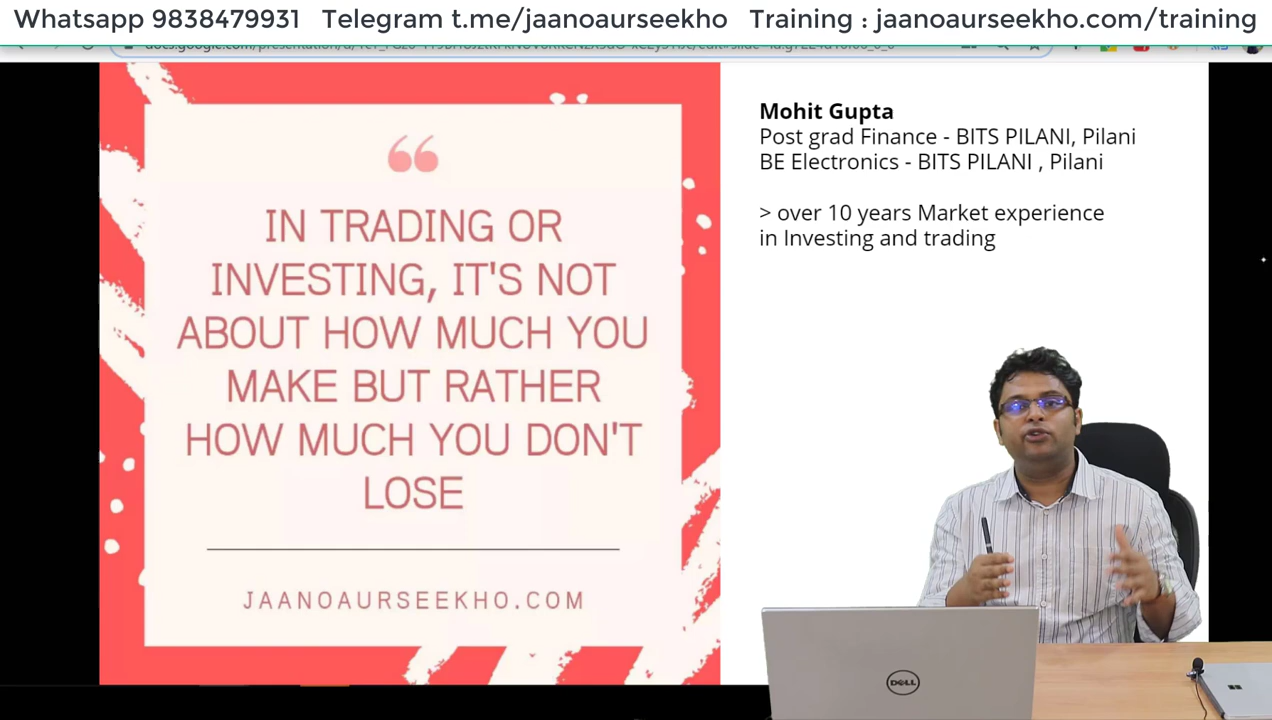 Whatsapp 9838479931 Telegram t.me/jaanoaurseekho Training : jaanoaurseekho.com/training
Mohit Gupta
Post grad Finance - BITS PILANI, Pilani
BE Electronics - BITS PILANI , Pilani
> over 10 years Market experience
in Investing and trading
IN TRADING OR
INVESTING, IT'S NOT
ABOUT HOW MUCH YOU
MAKE BUT RATHER
HOW MUCH YOU DON'T
LOSE
JAANOAURSEEKHO.COM
DELL